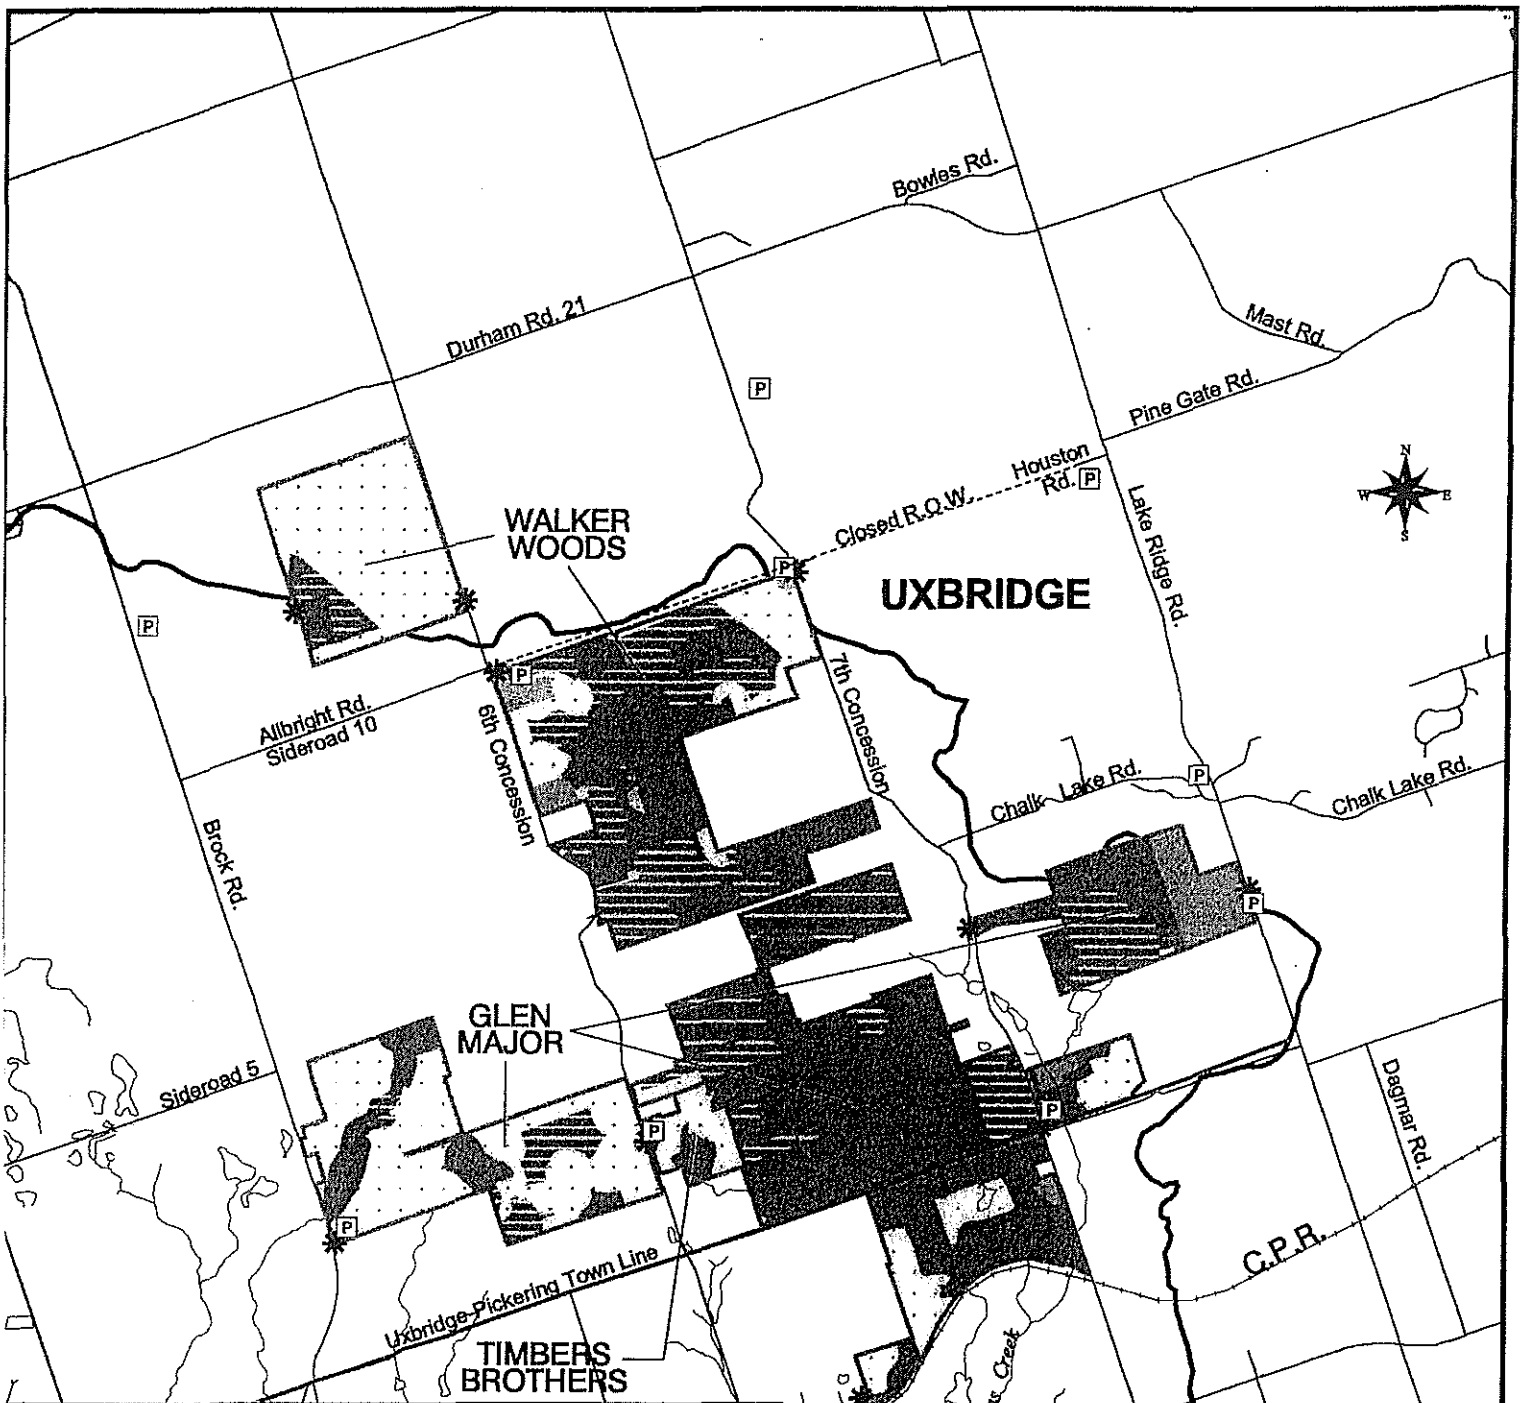 Bowles Rd.
Durham Rd. 21
Mast Rd.
Pine Gate Rd.
P
Houston
Rd.
P
Closed R.O.W.
N
W
E
S
Lake Ridge Rd.
WALKER
WOODS
P
UXBRIDGE
P
P
7th Concession
Allbright Rd.
Sideroad 10
6th Concession
Chalk Lake Rd.
P
Chalk Lake Rd.
Brock Rd.
P
GLEN
MAJOR
Sideroad 5
Dagmar Rd.
P
P
P
C.P.R.
Uxbridge-Pickering Town Line
TIMBERS
BROTHERS
Creek